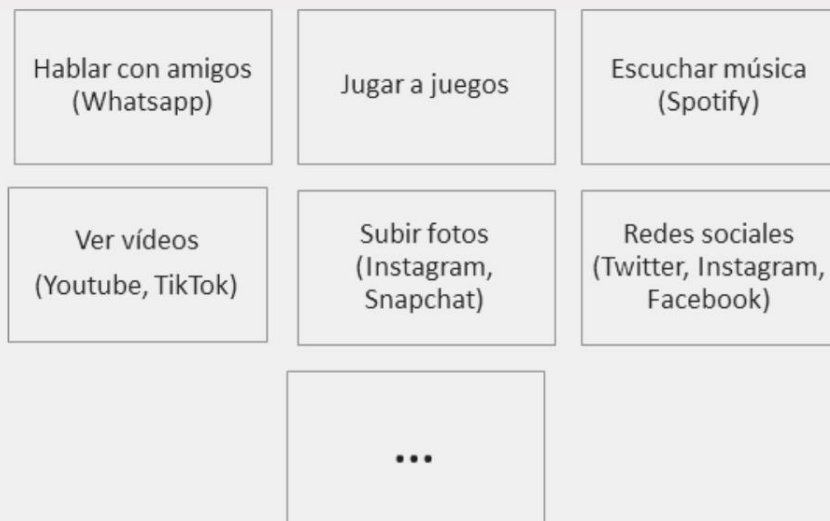 Hablar con amigos
(Whatsapp)
Jugar a juegos
Escuchar música
(Spotify)
Ver vídeos
(Youtube, TikTok)
Subir fotos
(Instagram,
Snapchat)
Redes sociales
(Twitter, Instagram,
Facebook)
...